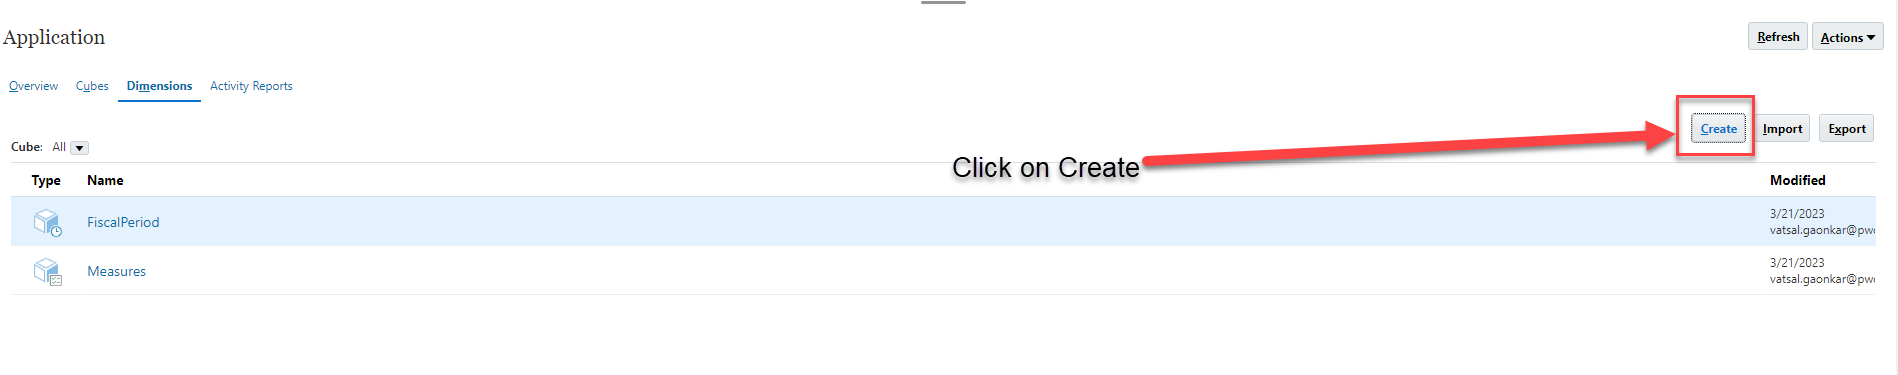 Application
Refresh Actions
Overview Cubes Dimensions Activity Reports
Create Import Export
Cube: All
Click on Create
Type Name Modified
FiscalPeriod 3/21/2023
vatsal.gaonkar@pw
Measures 3/21/2023
vatsal.gaonkar@pw